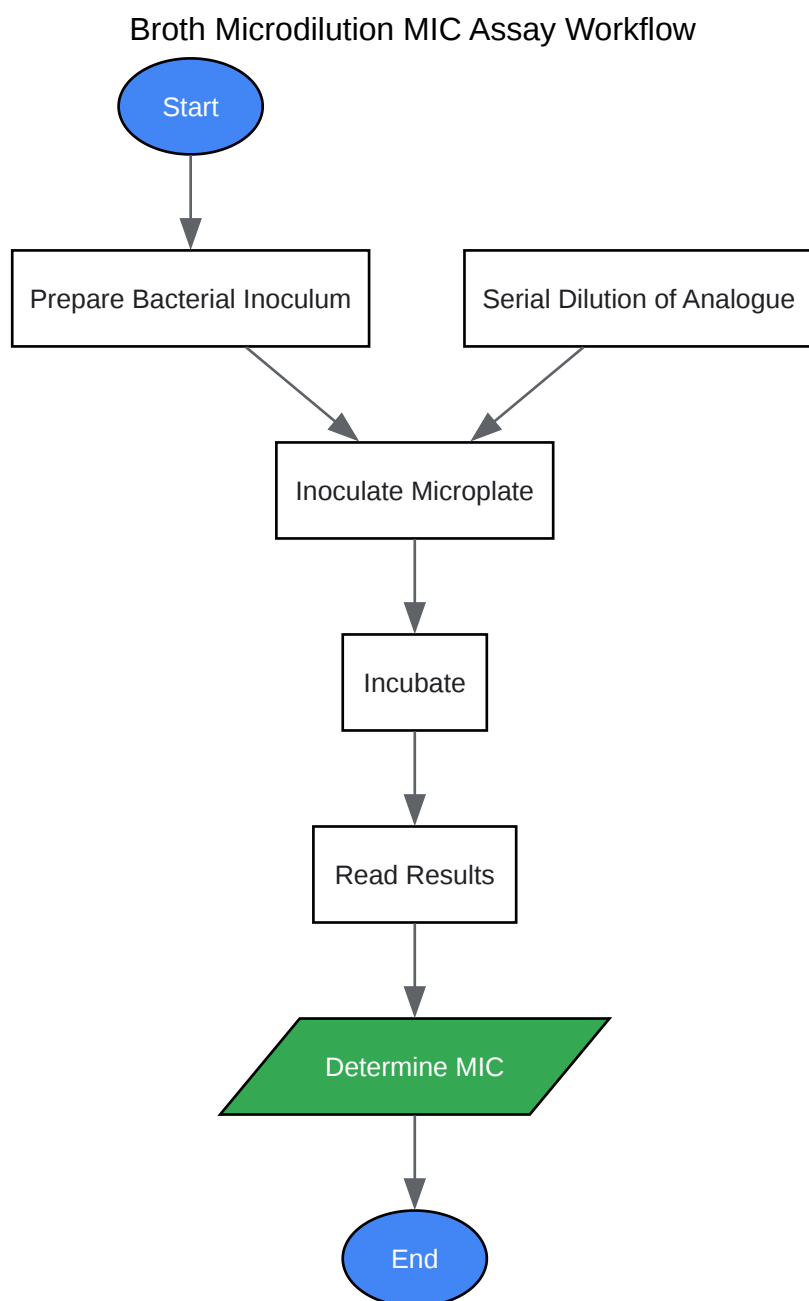 Broth Microdilution MIC Assay Workflow
Start
Prepare Bacterial Inoculum
Serial Dilution of Analogue
Inoculate Microplate
Incubate
Read Results
Determine MIC
End